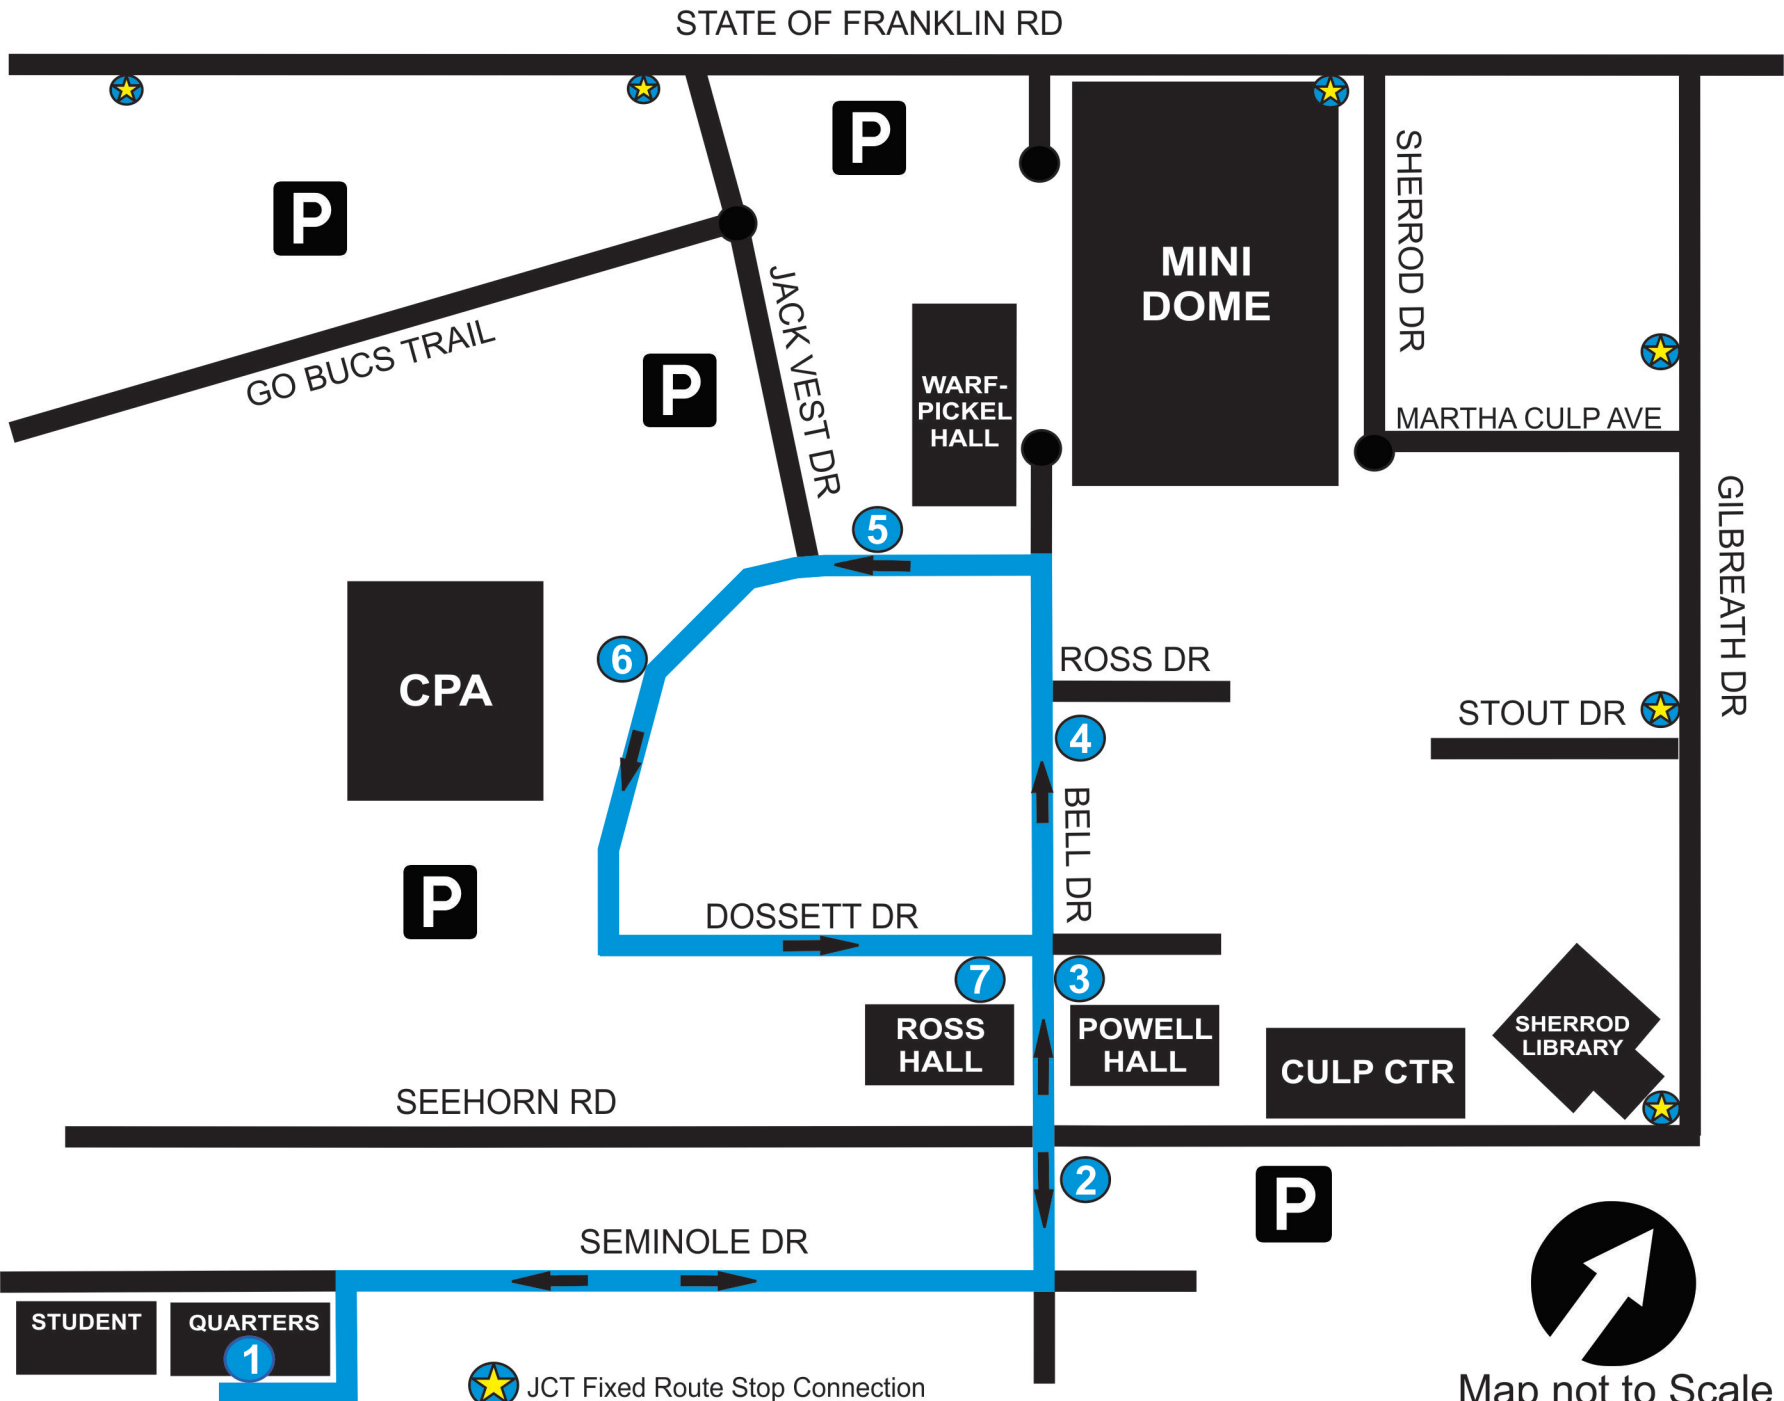 STATE OF FRANKLIN RD
P
P
SHERROD DR
MINI
DOME
JACK VEST DR
GO BUCS TRAIL
P
WARF-
PICKEL
HALL
MARTHA CULP AVE
GILBREATH DR
5
CPA
6
ROSS DR
STOUT DR
4
BELL DR
P
DOSSETT DR
7
3
ROSS
HALL
POWELL
HALL
CULP CTR
SHERROD
LIBRARY
SEEHORN RD
2
P
SEMINOLE DR
STUDENT
QUARTERS
1
JCT Fixed Route Stop Connection
Map not to Scale